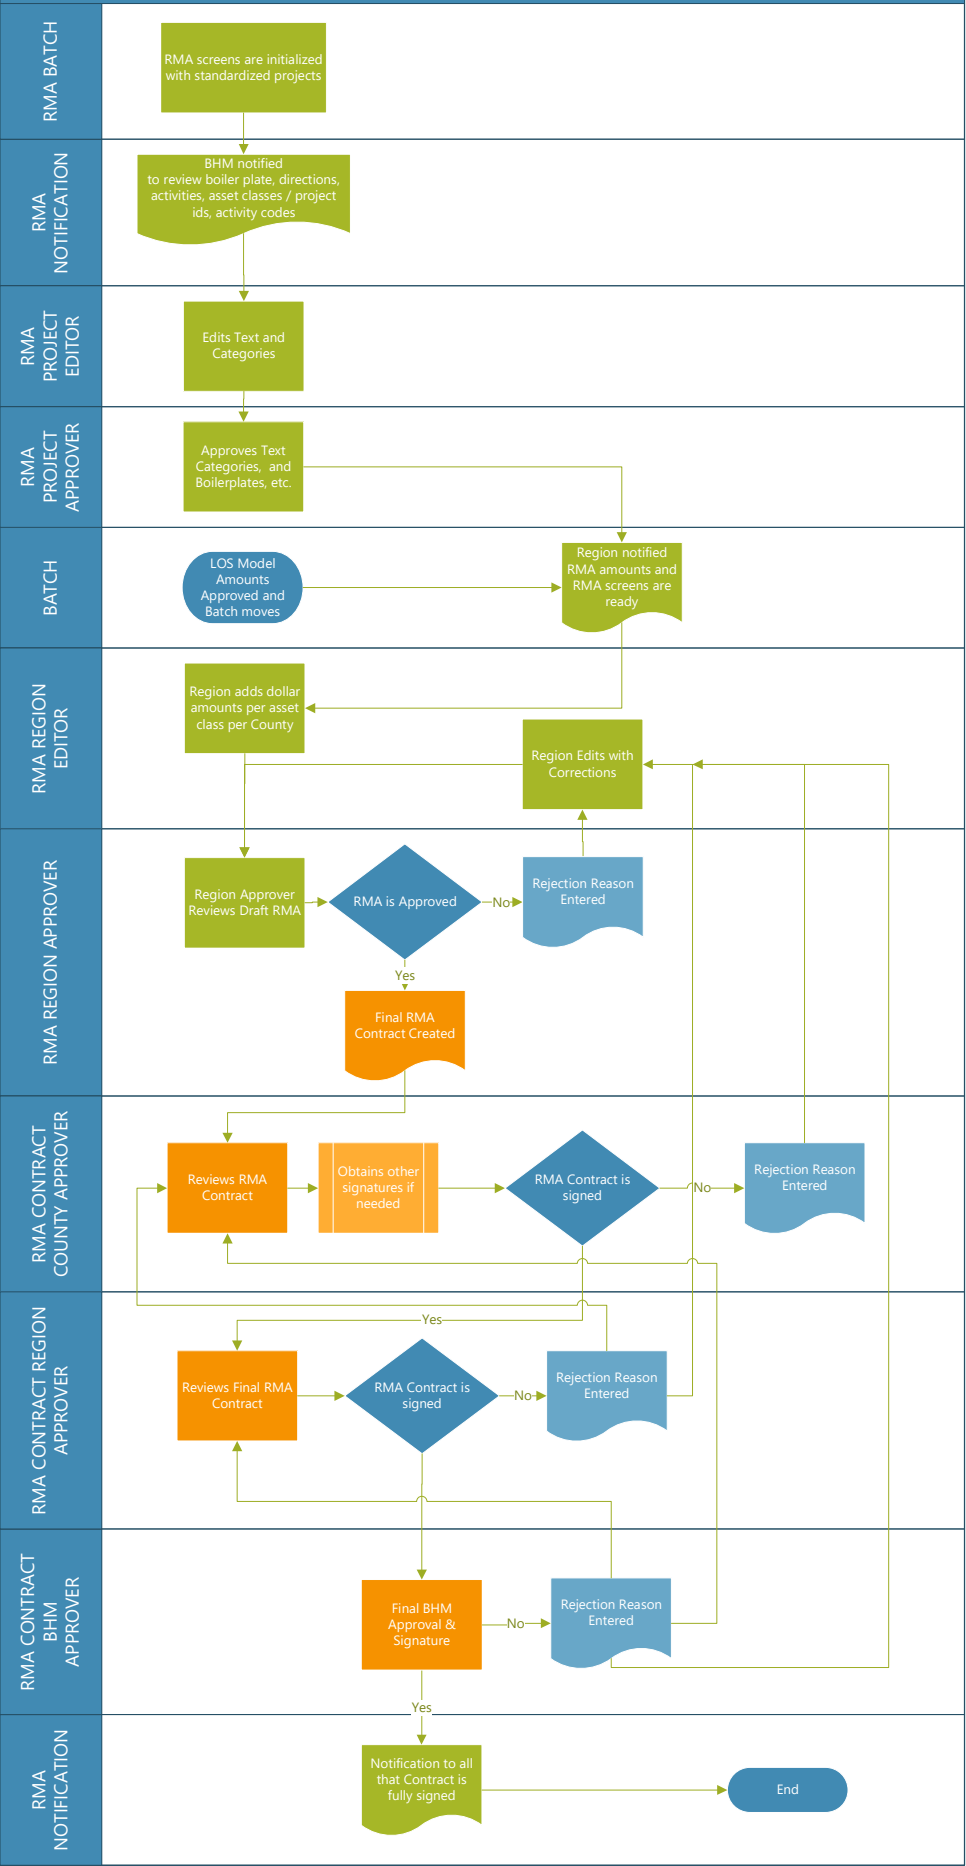 RMA BATCH
RMA screens are initialized
with standardized projects
RMA
NOTIFICATION
BHM notified
to review boiler plate, directions,
activities, asset classes / project
ids, activity codes
RMA
PROJECT
EDITOR
Edits Text and
Categories
RMA
PROJECT
APPROVER
Approves Text
Categories,  and
Boilerplates, etc.
BATCH
LOS Model
Amounts
Approved and
Batch moves
Region notified
RMA amounts and
RMA screens are
ready
RMA REGION
EDITOR
Region adds dollar
amounts per asset
class per County
Region Edits with
Corrections
RMA REGION APPROVER
Region Approver
Reviews Draft RMA
RMA is Approved
No
Rejection Reason
Entered
Yes
Final RMA
Contract Created
RMA CONTRACT
COUNTY APPROVER
Reviews RMA
Contract
Obtains other
signatures if
needed
RMA Contract is
signed
No
Rejection Reason
Entered
RMA CONTRACT REGION
APPROVER
Yes
Reviews Final RMA
Contract
RMA Contract is
signed
No
Rejection Reason
Entered
RMA CONTRACT
BHM
APPROVER
Final BHM
Approval &
Signature
No
Rejection Reason
Entered
Yes
RMA
NOTIFICATION
Notification to all
that Contract is
fully signed
End